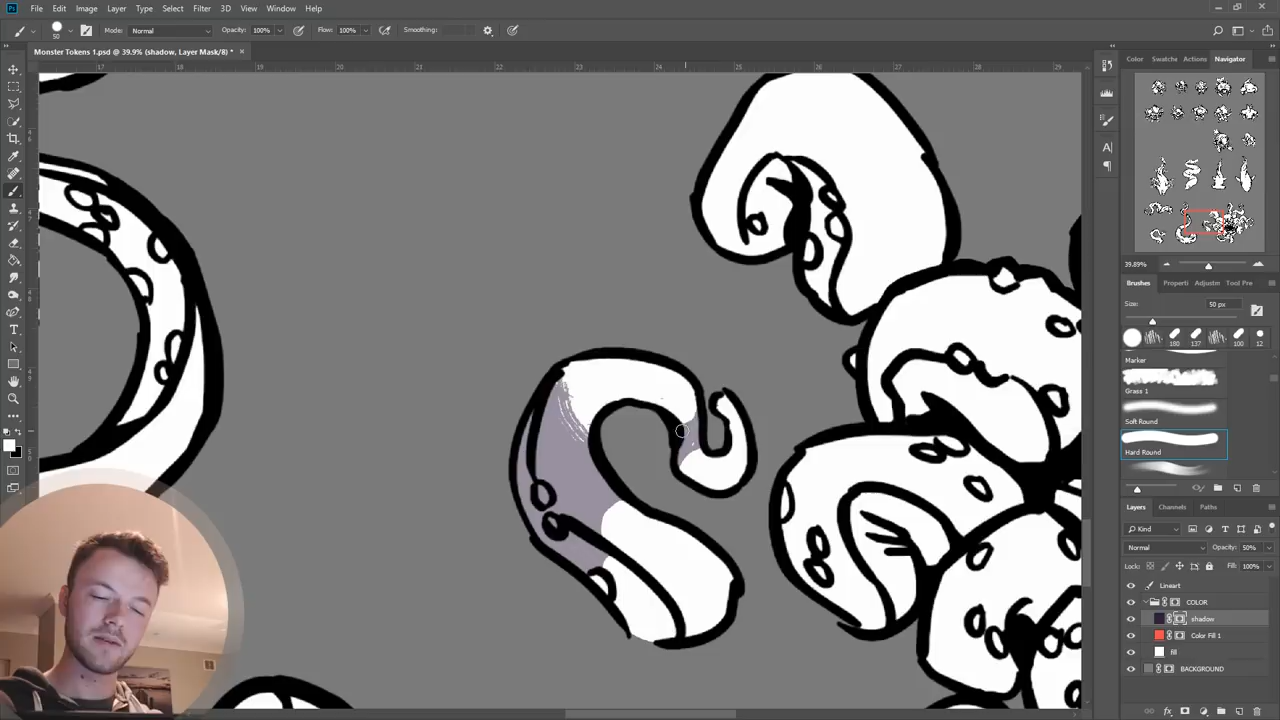 File Edit Image Layer Type Select Filter 3D View Window Help
50 Mode: Normal Opacity: 100% Flow: 100% Smoothing:
Monster Tokens 1.psd @ 39.9% (shadow, Layer Mask/8) *
17 18 19 20 21 22 23 24 25 26 27 28 29
Color Swatche Actions Navigator
39.89%
Brushes Properti Adjustm Tool Pre
Size: 50 px
180 137 100 12
Marker
Grass 1
Soft Round
Hard Round
Layers Channels Paths
Kind
Normal Opacity: 50%
Lock: Fill: 100%
Lineart
COLOR
shadow
Color Fill 1
fill
BACKGROUND